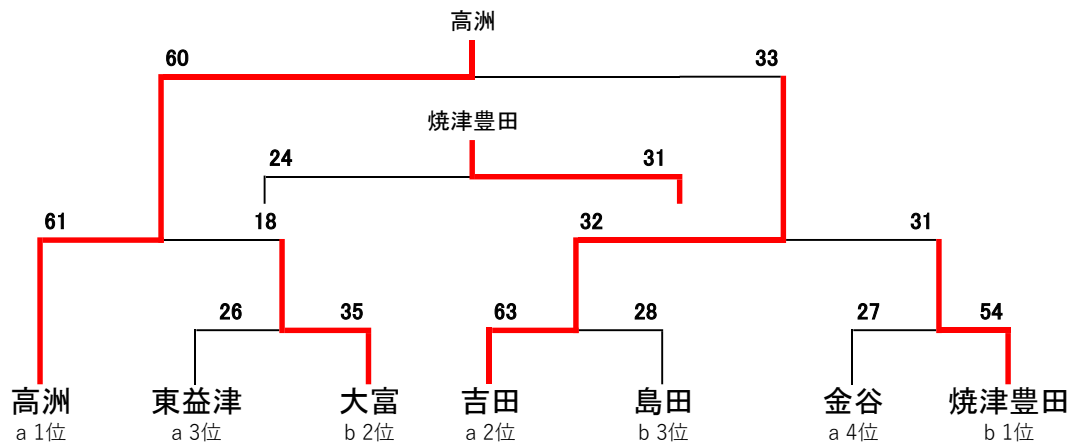 高洲
60 33
焼津豊田
24 31
61 18 32 31
26 35 63 28 27 54
高洲 東益津 大富 吉田 島田 金谷 焼津豊田
a 1位 a 3位 b 2位 a 2位 b 3位 a 4位 b 1位